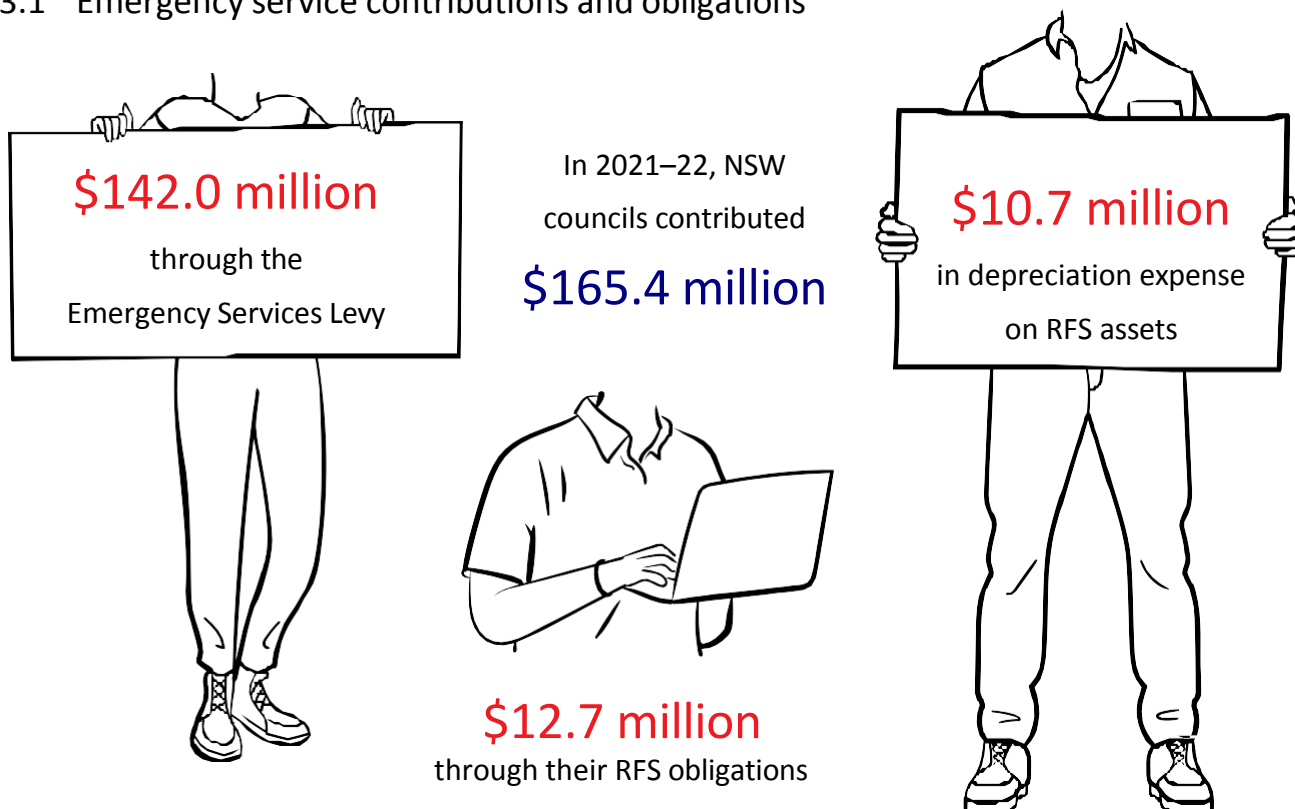 3.1 Emergency service contributions and obligations
$142.0 million
through the
Emergency Services Levy
In 2021–22, NSW
councils contributed
$165.4 million
$10.7 million
in depreciation expense
on RFS assets
$12.7 million
through their RFS obligations